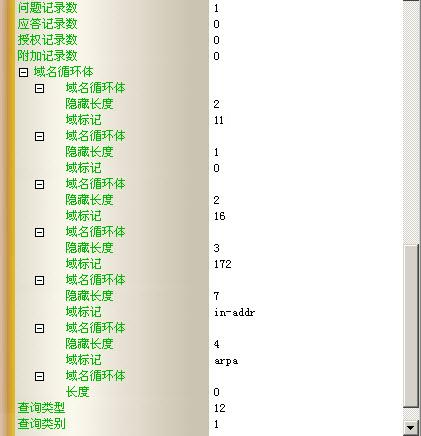 问题记录数 1
应答记录数 0
授权记录数 0
附加记录数 0
域名循环体
域名循环体
隐藏长度 2
域标记 11
域名循环体
隐藏长度 1
域标记 0
域名循环体
隐藏长度 2
域标记 16
域名循环体
隐藏长度 3
域标记 172
域名循环体
隐藏长度 7
域标记 in-addr
域名循环体
隐藏长度 4
域标记 arpa
域名循环体
长度 0
查询类型 12
查询类别 1